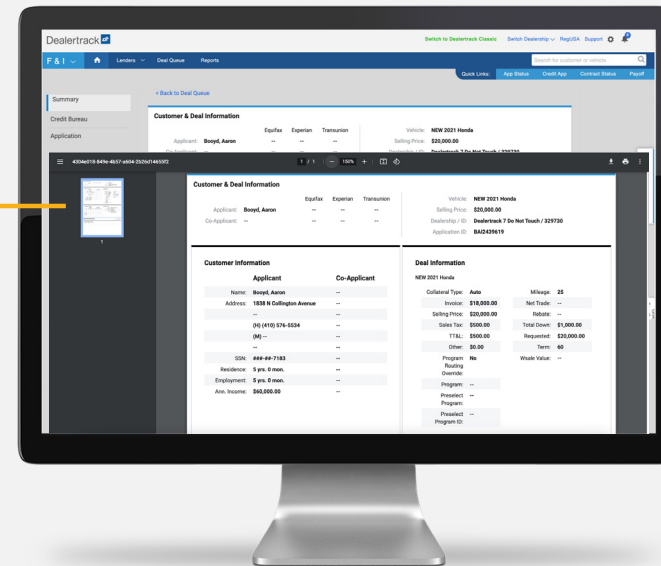 Dealertrack
Switch to Dealertrack Classic Switch Dealership RegUSA Support
F & I Lenders Deal Queue Reports Search for customer or vehicle
Quick Links: App Status Credit App Contract Status Payoff
Summary
< Back to Deal Queue
Credit Bureau
Customer & Deal Information
Application
Equifax Experian Transunion Vehicle: NEW 2021 Honda
Applicant: Booyd, Aaron -- -- -- Selling Price: $20,000.00
1 / 1 — 150% +
1
Customer & Deal Information
Equifax Experian Transunion Vehicle: NEW 2021 Honda
Applicant: Booyd, Aaron -- -- -- Selling Price: $20,000.00
Co-Applicant: -- -- -- -- Dealership / ID: Dealertrack 7 Do Not Touch / 329730
Application ID: BAI2439619
Customer Information
Applicant Co-Applicant
Name: Booyd, Aaron --
Address: 1838 N Collington Avenue --
-- --
(H) (410) 576-5534 --
(M) -- --
-- --
SSN: ###-##-7183 --
Residence: 5 yrs. 0 mon. --
Employment: 5 yrs. 0 mon. --
Ann. Income: $60,000.00 --
Deal Information
NEW 2021 Honda
Collateral Type: Auto Mileage: 25
Invoice: $18,000.00 Net Trade: --
Selling Price: $20,000.00 Rebate: --
Sales Tax: $500.00 Total Down: $1,000.00
TT&L: $500.00 Requested: $20,000.00
Other: $0.00 Term: 60
Program Routing Override: No Wsale Value: --
Program: --
Preselect Program: --
Preselect Program ID: --